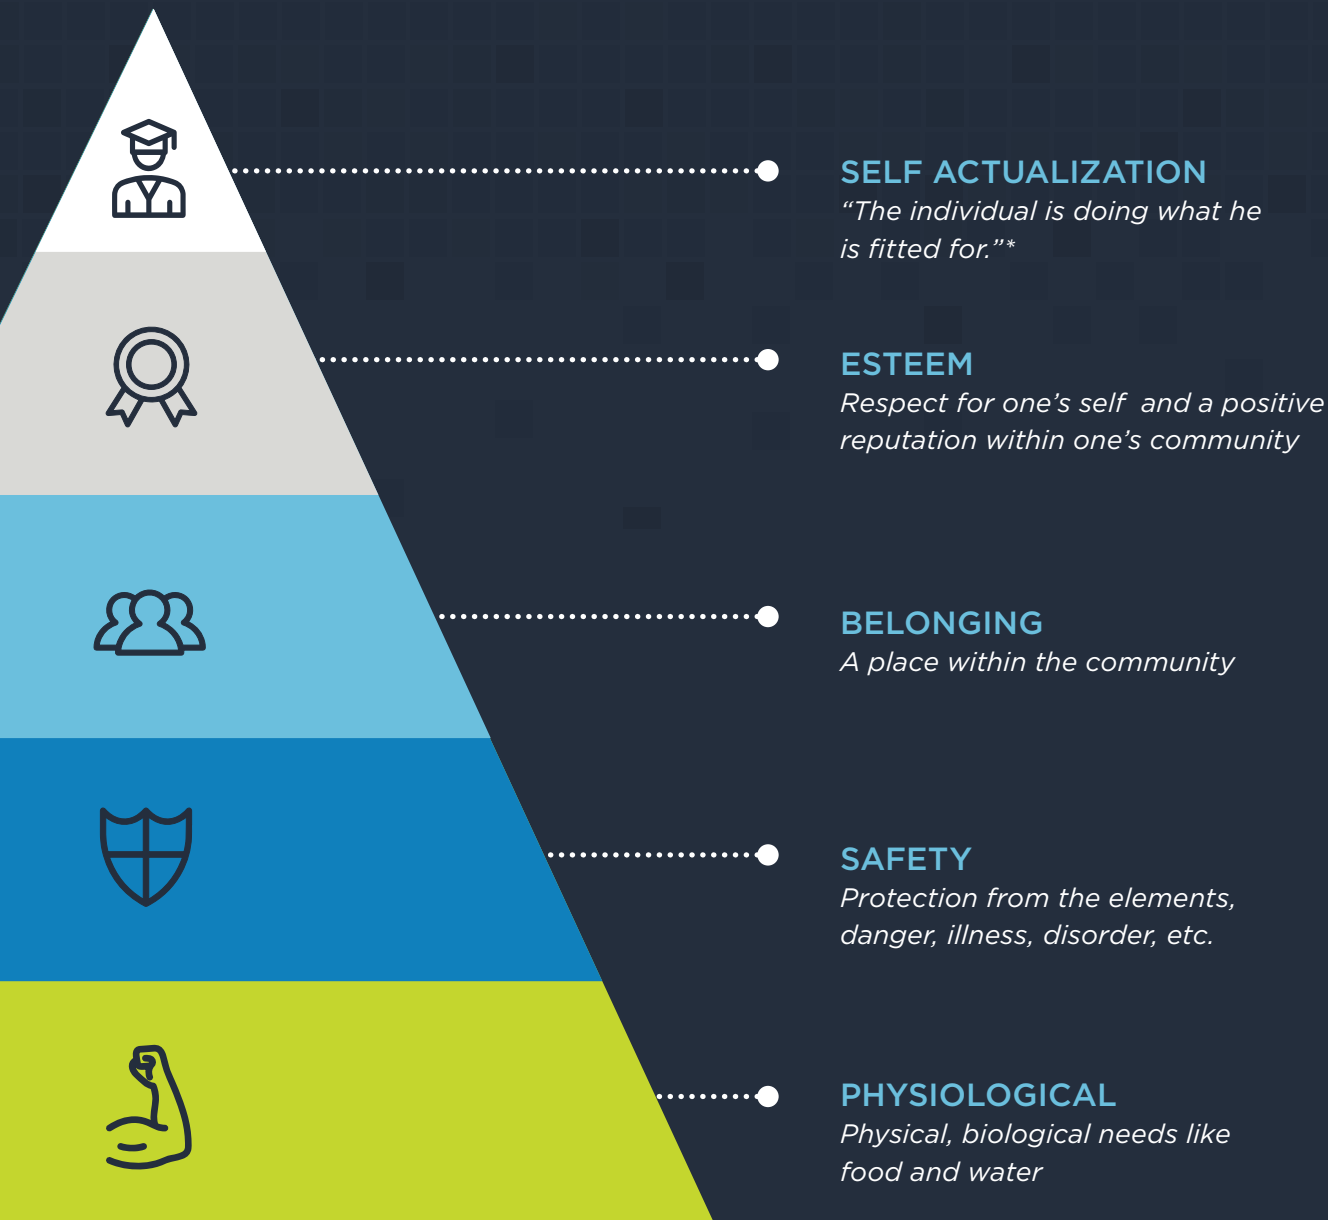 SELF ACTUALIZATION
“The individual is doing what he
is fitted for.”*
ESTEEM
Respect for one’s self  and a positive
reputation within one’s community
BELONGING
A place within the community
SAFETY
Protection from the elements,
danger, illness, disorder, etc.
PHYSIOLOGICAL
Physical, biological needs like
food and water